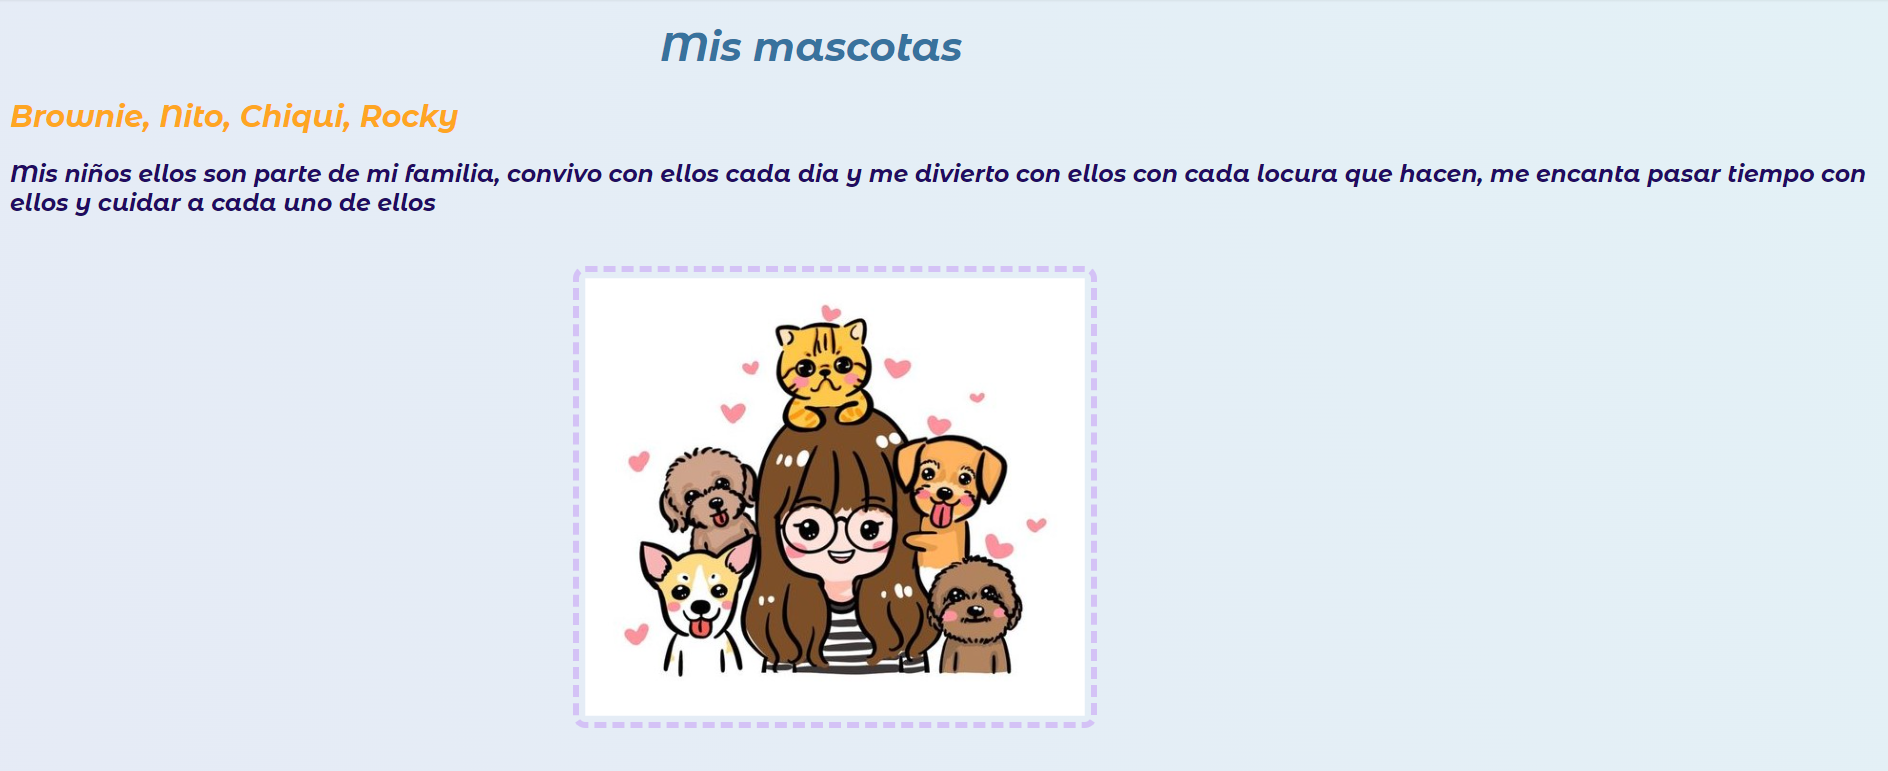 Mis mascotas
Brownie, Nito, Chiqui, Rocky
Mis niños ellos son parte de mi familia, convivo con ellos cada dia y me divierto con ellos con cada locura que hacen, me encanta pasar tiempo con
ellos y cuidar a cada uno de ellos